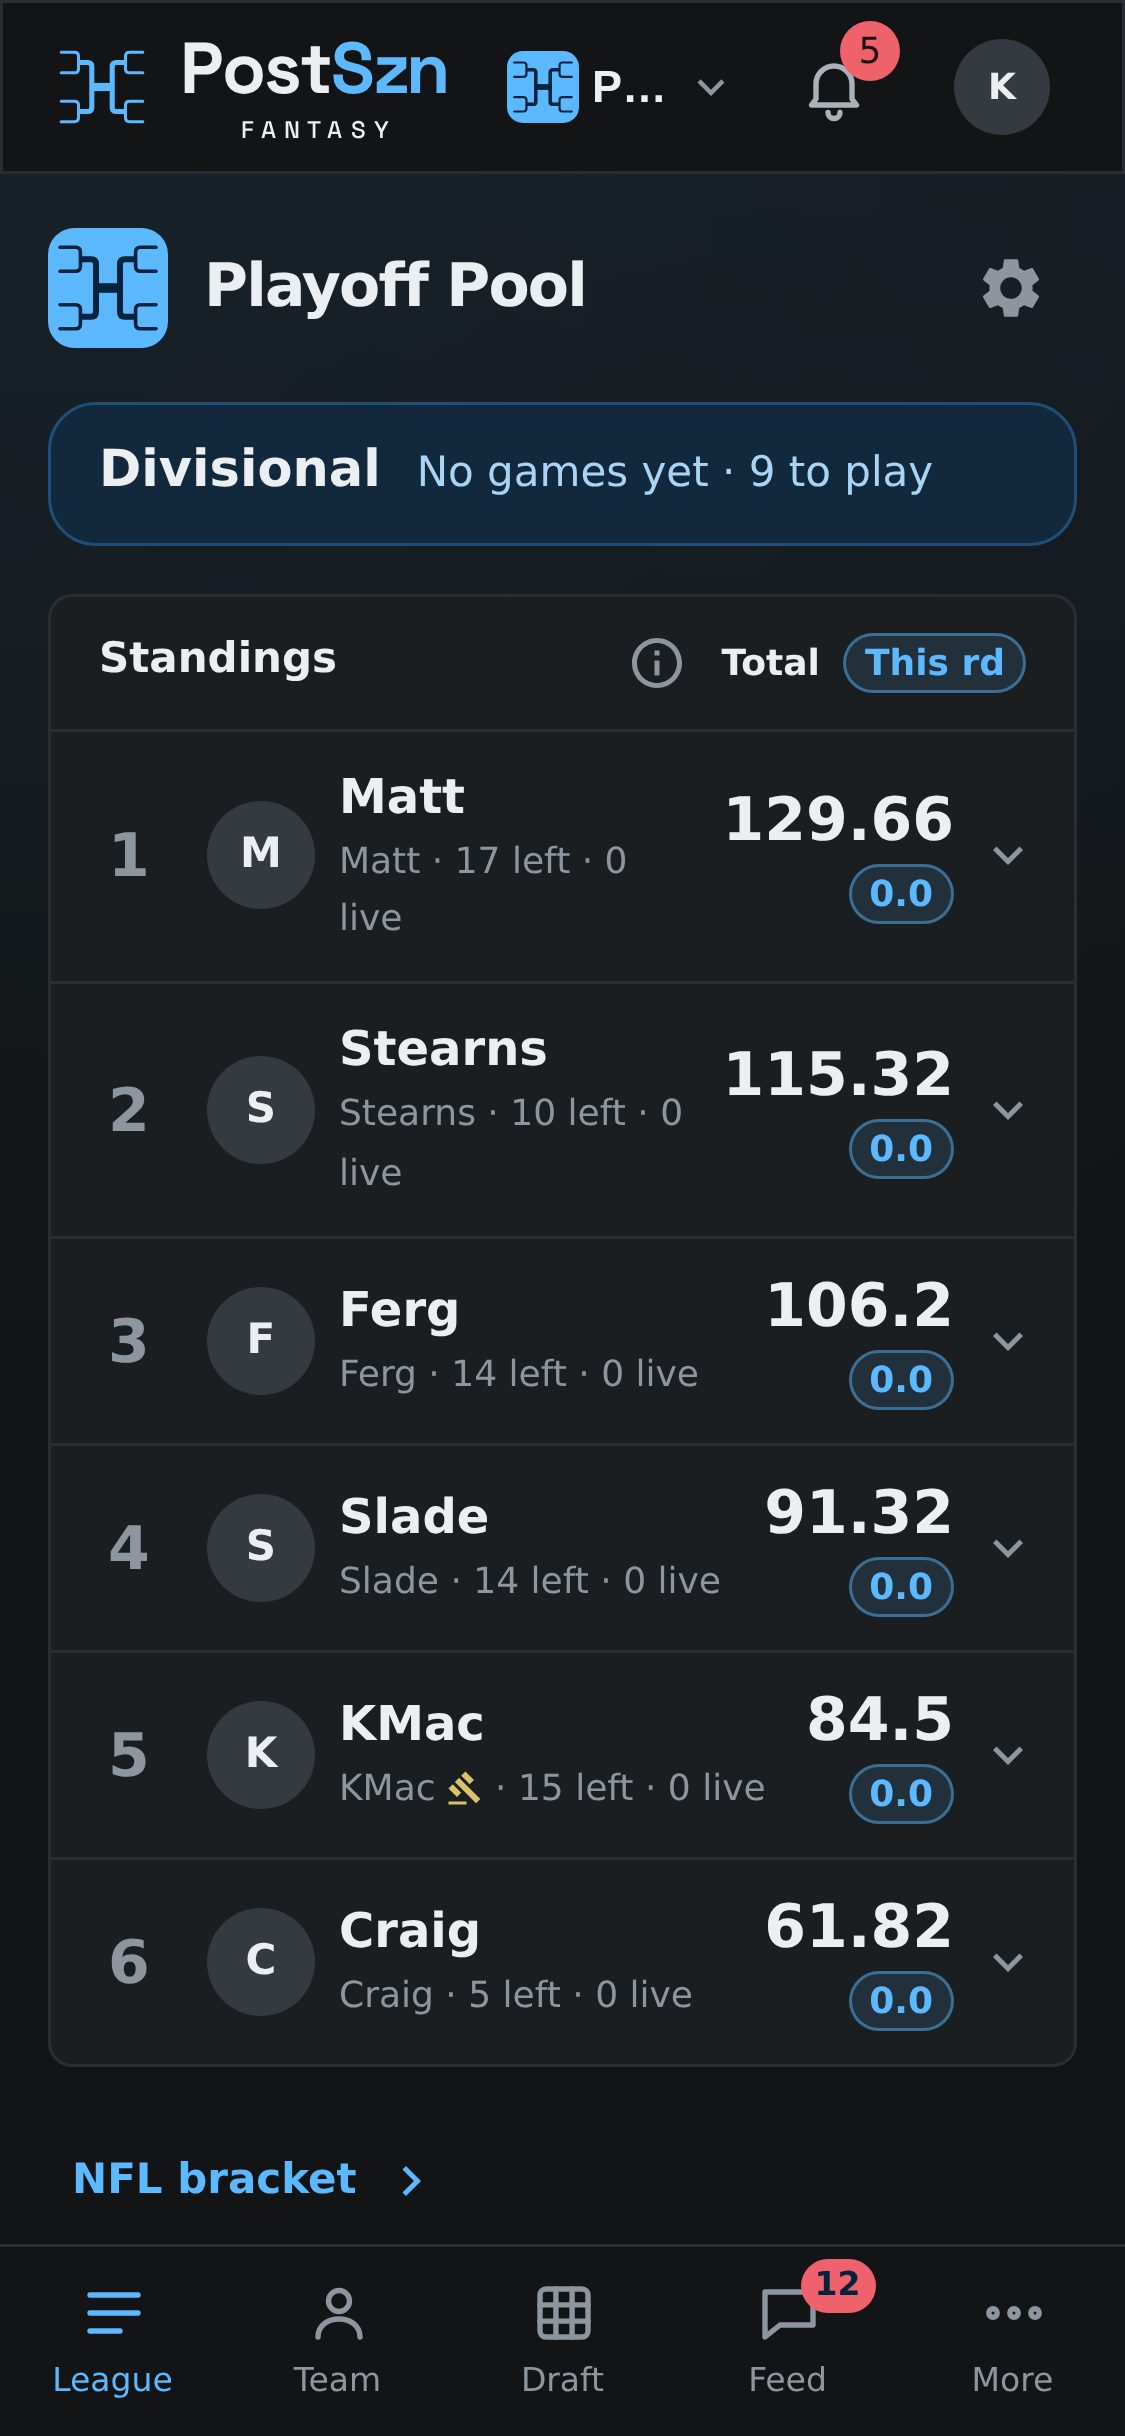 PostSzn
FANTASY
P...
5
K
Playoff Pool
Divisional No games yet · 9 to play
Standings Total This rd
1 M Matt 129.66
Matt · 17 left · 0
live
0.0
2 S Stearns 115.32
Stearns · 10 left · 0
live
0.0
3 F Ferg 106.2
Ferg · 14 left · 0 live
0.0
4 S Slade 91.32
Slade · 14 left · 0 live
0.0
5 K KMac 84.5
KMac · 15 left · 0 live
0.0
6 C Craig 61.82
Craig · 5 left · 0 live
0.0
NFL bracket
12
League Team Draft Feed More